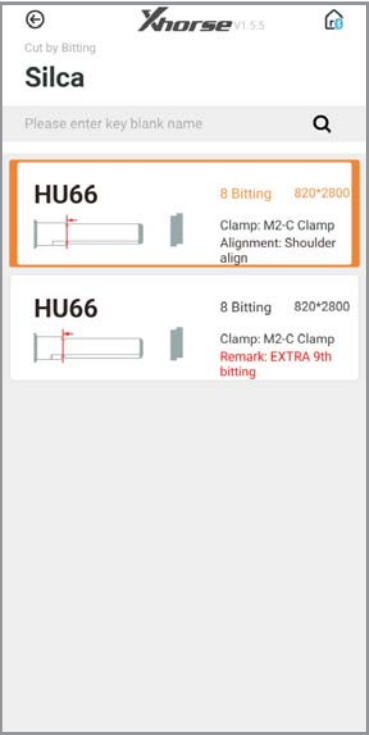 Xhorse V1.5.5
Cut by Bitting
Silca
Please enter key blank name
HU66
8 Bitting 820*2800
Clamp: M2-C Clamp
Alignment: Shoulder
align
HU66
8 Bitting 820*2800
Clamp: M2-C Clamp
Remark: EXTRA 9th
bitting